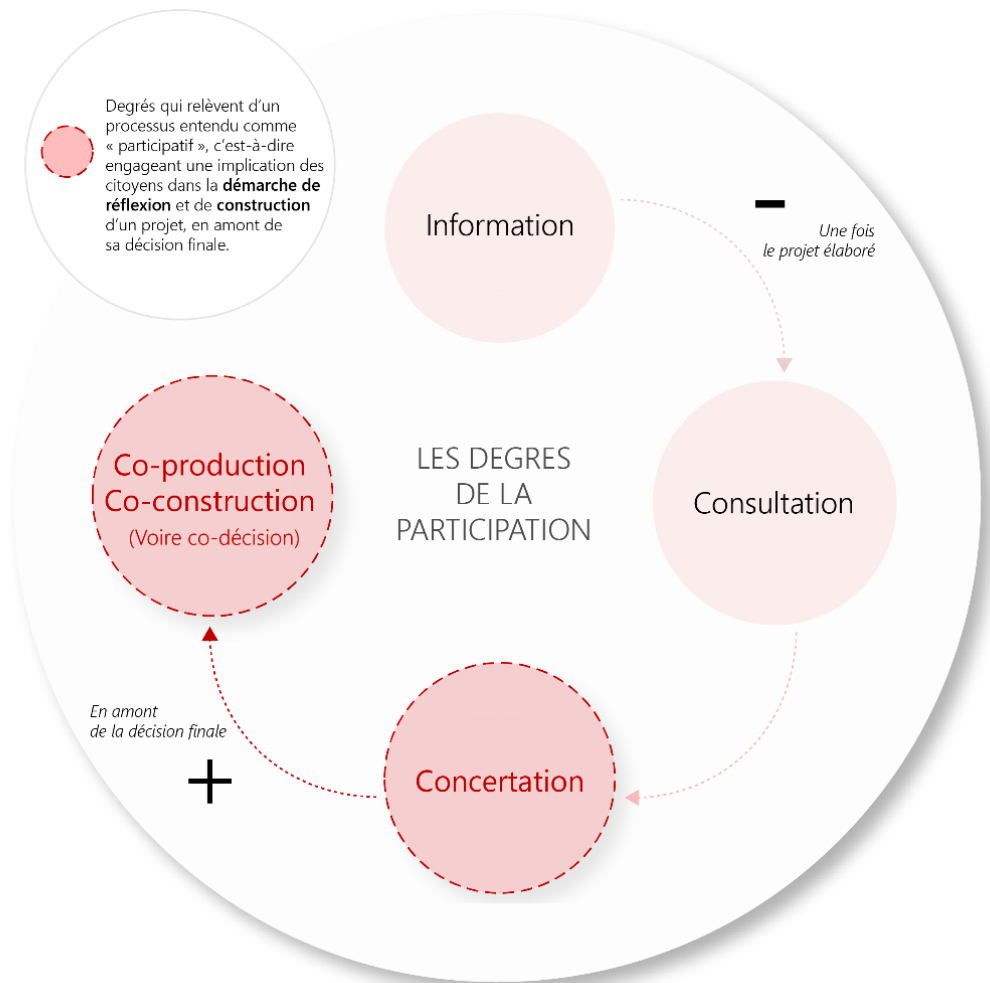 Degrés qui relèvent d'un
processus entendu comme
« participatif », c'est-à-dire
engageant une implication des
citoyens dans la démarche de
réflexion et de construction
d'un projet, en amont de
sa décision finale.
Information
–
Une fois
le projet élaboré
Consultation
LES DEGRES
DE LA
PARTICIPATION
Co-production
Co-construction
(Voire co-décision)
En amont
de la décision finale
+
Concertation